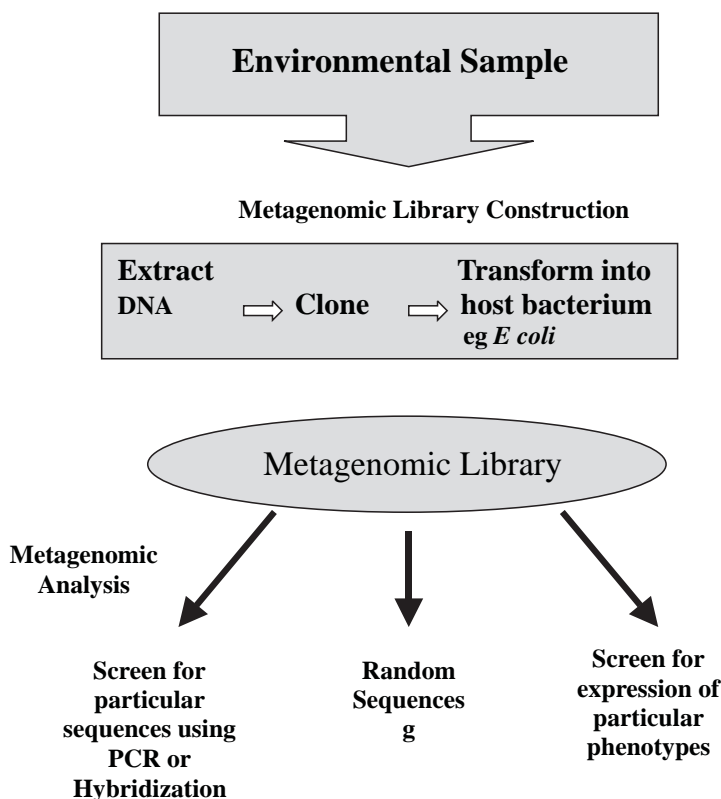 Environmental Sample
Metagenomic Library Construction
Extract
DNA
Clone
Transform into
host bacterium
eg E coli
Metagenomic Library
Metagenomic
Analysis
Screen for
particular
sequences using
PCR or
Hybridization
Random
Sequences
g
Screen for
expression of
particular
phenotypes